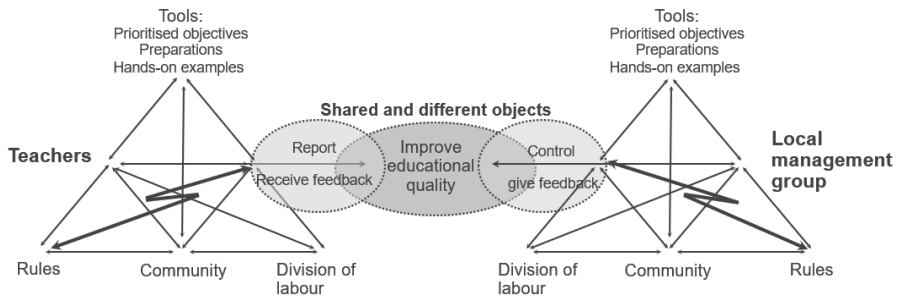 Tools:
Prioritised objectives
Preparations
Hands-on examples
Tools:
Prioritised objectives
Preparations
Hands-on examples
Shared and different objects
Teachers
Report
Receive feedback
Improve
educational
quality
Control
give feedback
Local
management
group
Rules
Community
Division of
labour
Division of
labour
Community
Rules